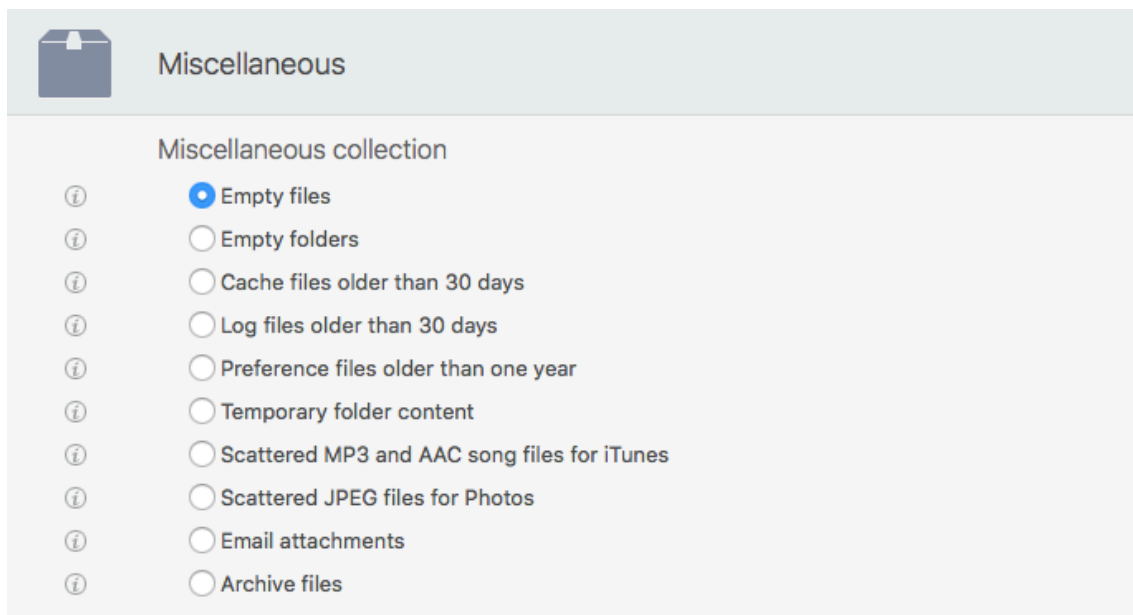 Miscellaneous
Miscellaneous collection
Empty files
Empty folders
Cache files older than 30 days
Log files older than 30 days
Preference files older than one year
Temporary folder content
Scattered MP3 and AAC song files for iTunes
Scattered JPEG files for Photos
Email attachments
Archive files